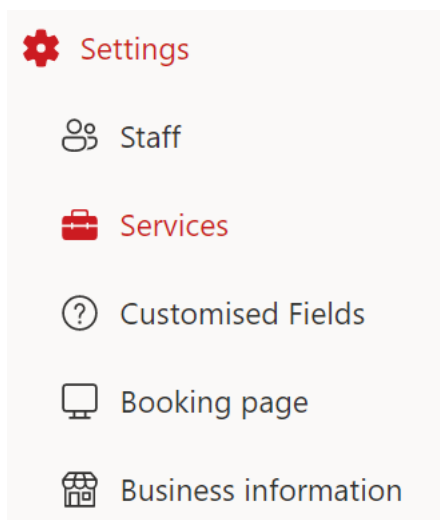 Settings
Staff
Services
Customised Fields
Booking page
Business information